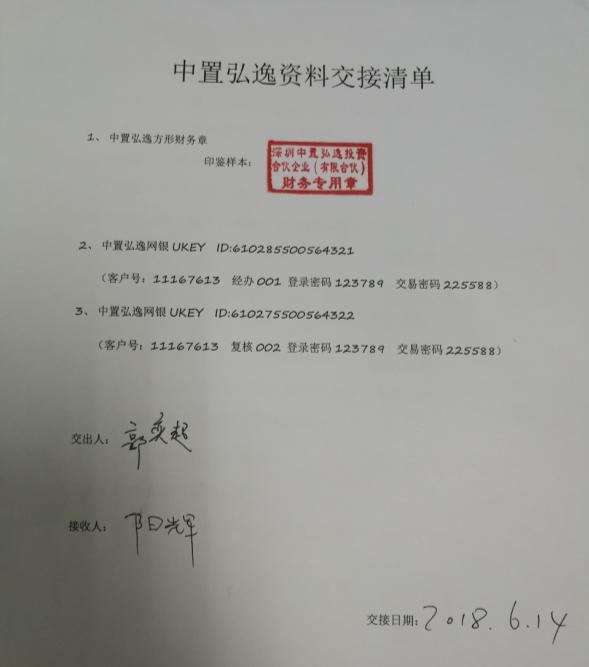 中置弘逸资料交接清单
1、 中置弘逸方形财务章
印鉴样本：
深圳中置弘逸投资
合伙企业（有限合伙）
财务专用章
2、 中置弘逸网银 UKEY ID:610285500564321
（客户号：11167613 经办 001 登录密码 123789 交易密码 225588）
3、 中置弘逸网银 UKEY ID:610275500564322
（客户号：11167613 复核 002 登录密码 123789 交易密码 225588）
交出人： 郭奕超
接收人： 阳光辉
交接日期: 2018.6.14